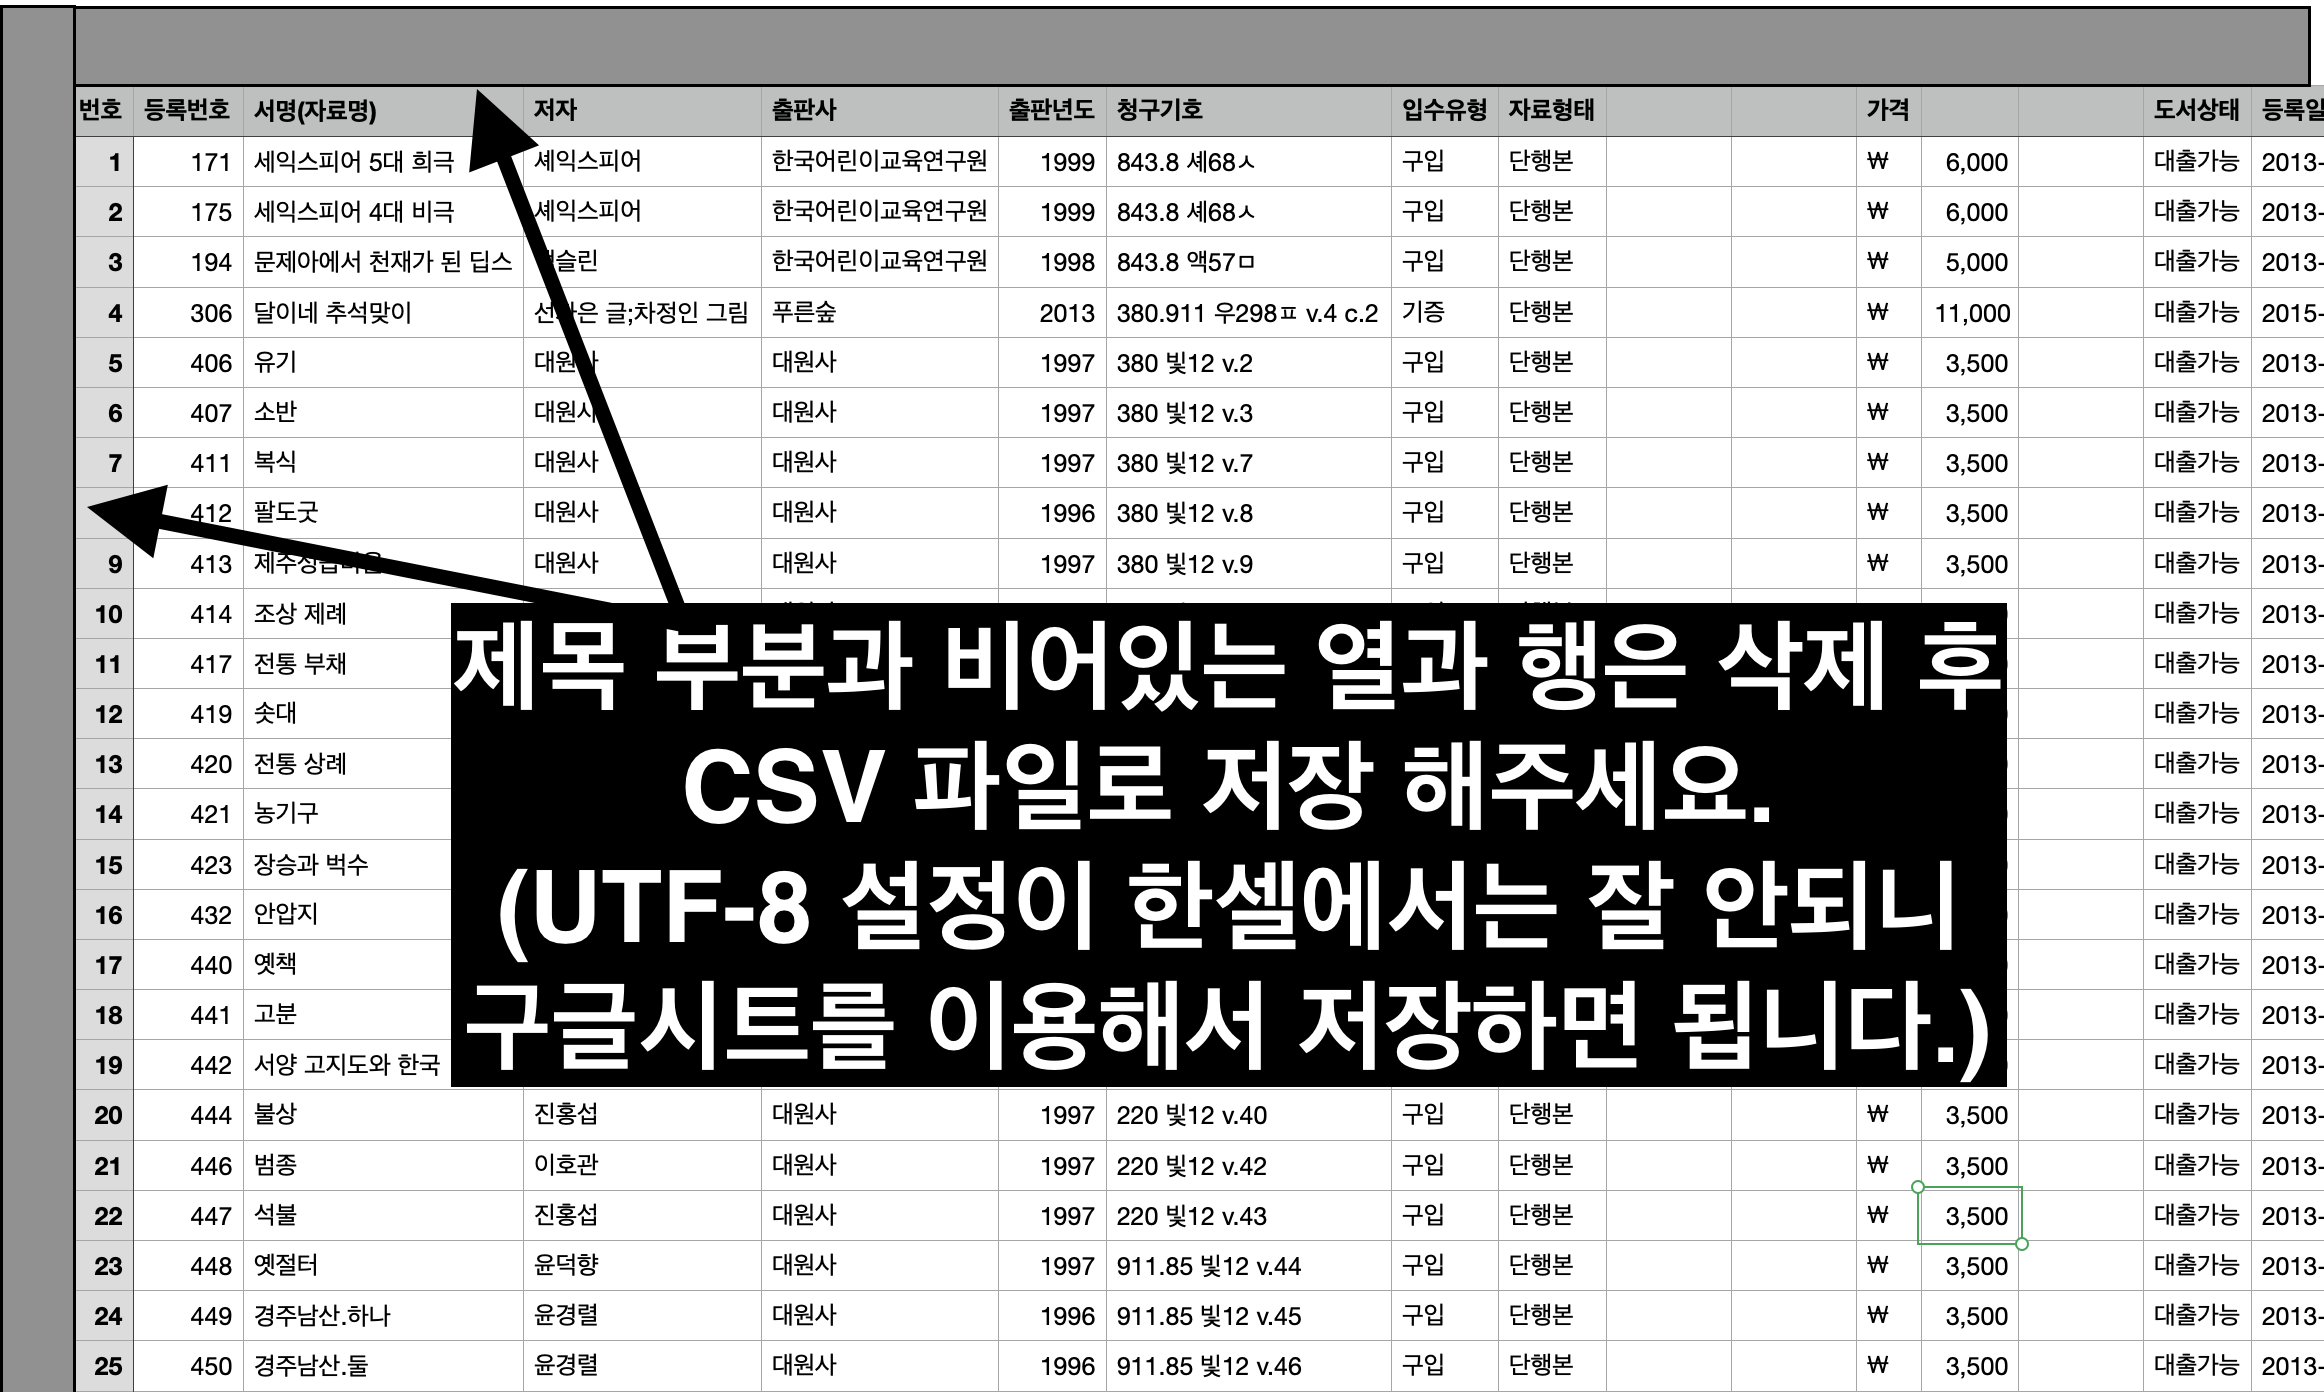 번호 등록번호 서명(자료명) 저자 출판사 출판년도 청구기호 입수유형 자료형태 가격 도서상태
1 171 세익스피어 5대 희극 셰익스피어 한국어린이교육연구원 1999 843.8 셰68ㅅ 구입 단행본 ₩ 6,000 대출가능 2013-
2 175 세익스피어 4대 비극 셰익스피어 한국어린이교육연구원 1999 843.8 셰68ㅅ 구입 단행본 ₩ 6,000 대출가능 2013-
3 194 문제아에서 천재가 된 딥스 한국어린이교육연구원 1998 843.8 액57ㅁ 구입 단행본 ₩ 5,000 대출가능 2013-
4 306 달이네 추석맞이 글;차정인 그림 푸른숲 2013 380.911 우298ㅍ v.4 c.2 기증 단행본 ₩ 11,000 대출가능 2015-
5 406 유기 대원사 대원사 1997 380 빛12 v.2 구입 단행본 ₩ 3,500 대출가능 2013-
6 407 소반 대원사 대원사 1997 380 빛12 v.3 구입 단행본 ₩ 3,500 대출가능 2013-
7 411 복식 대원사 대원사 1997 380 빛12 v.7 구입 단행본 ₩ 3,500 대출가능 2013-
412 팔도굿 대원사 대원사 1996 380 빛12 v.8 구입 단행본 ₩ 3,500 대출가능 2013-
9 413 대원사 대원사 1997 380 빛12 v.9 구입 단행본 ₩ 3,500 대출가능 2013-
10 414 조상 제례 대출가능 2013-
11 417 전통 부채 대출가능 2013-
12 419 솟대 대출가능 2013-
13 420 전통 상례 대출가능 2013-
14 421 농기구 대출가능 2013-
15 423 장승과 벅수 대출가능 2013-
16 432 안압지 대출가능 2013-
17 440 옛책 대출가능 2013-
18 441 고분 대출가능 2013-
19 442 서양 고지도와 한국 대출가능 2013-
제목 부분과 비어있는 열과 행은 삭제 후
CSV 파일로 저장 해주세요.
(UTF-8 설정이 한셀에서는 잘 안되니
구글시트를 이용해서 저장하면 됩니다.)
20 444 불상 진홍섭 대원사 1997 220 빛12 v.40 구입 단행본 ₩ 3,500 대출가능 2013-
21 446 범종 이호관 대원사 1997 220 빛12 v.42 구입 단행본 ₩ 3,500 대출가능 2013-
22 447 석불 진홍섭 대원사 1997 220 빛12 v.43 구입 단행본 ₩ 3,500 대출가능 2013-
23 448 옛절터 윤덕향 대원사 1997 911.85 빛12 v.44 구입 단행본 ₩ 3,500 대출가능 2013-
24 449 경주남산.하나 윤경렬 대원사 1996 911.85 빛12 v.45 구입 단행본 ₩ 3,500 대출가능 2013-
25 450 경주남산.둘 윤경렬 대원사 1996 911.85 빛12 v.46 구입 단행본 ₩ 3,500 대출가능 2013-